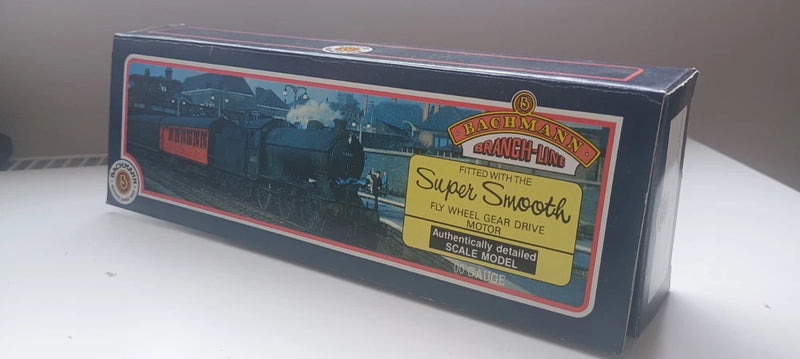 BACHMANN
BRANCH-LINE
FITTED WITH THE
Super Smooth
FLY WHEEL GEAR DRIVE
MOTOR
Authentically detailed
SCALE MODEL
00 GAUGE
BACHMANN